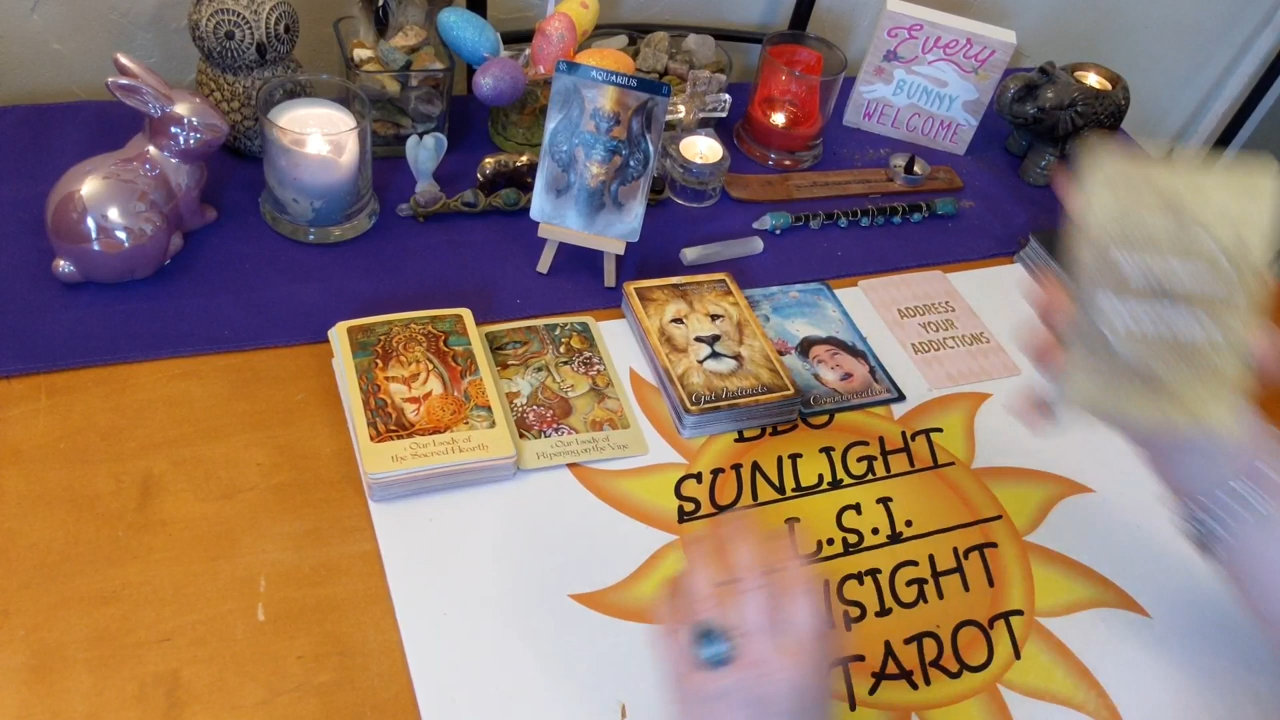 AQUARIUS
II
Every
BUNNY
WELCOME
ADDRESS
YOUR
ADDICTIONS
Gut Instincts
Communication
Our Lady of
the Sacred Hearth
Our Lady of
Ripening on the Vine
SUNLIGHT
L.S.I.
TAROT